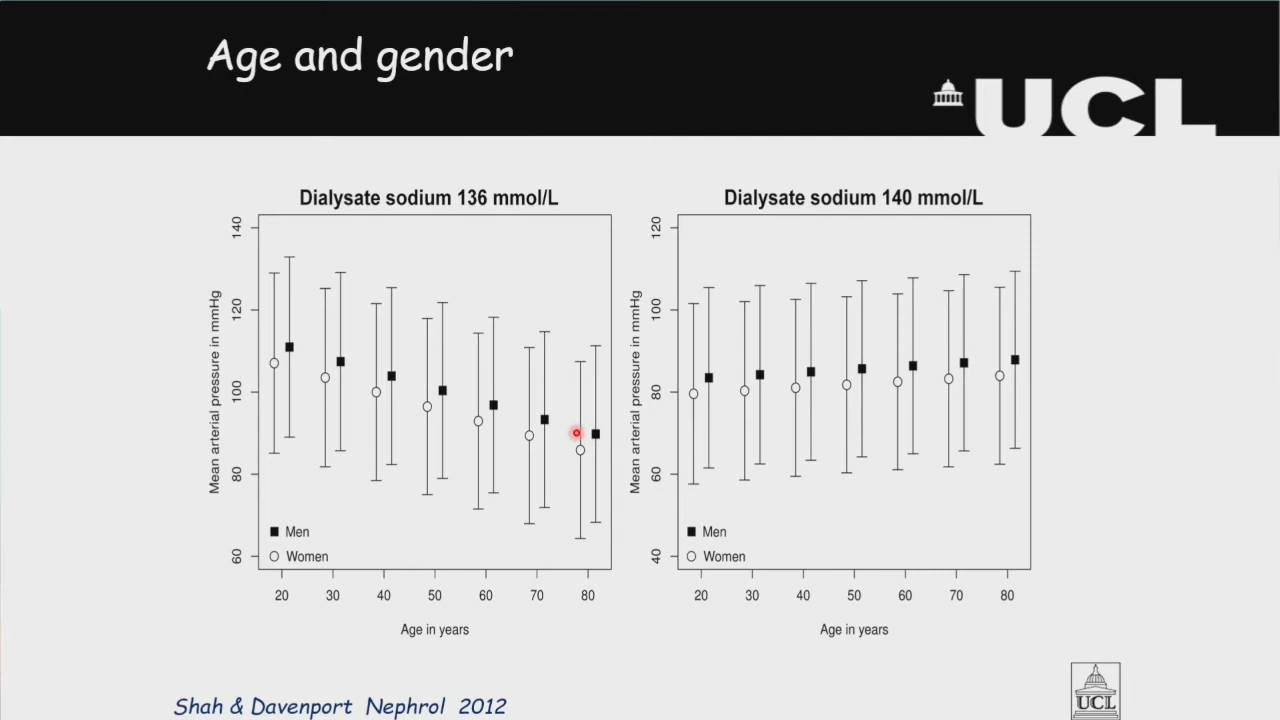 Age and gender
UCL
Dialysate sodium 136 mmol/L
Mean arterial pressure in mmHg
140
120
100
80
60
Men
Women
20 30 40 50 60 70 80
Age in years
Dialysate sodium 140 mmol/L
Mean arterial pressure in mmHg
120
100
80
60
40
Men
Women
20 30 40 50 60 70 80
Age in years
Shah & Davenport Nephrol 2012
UCL